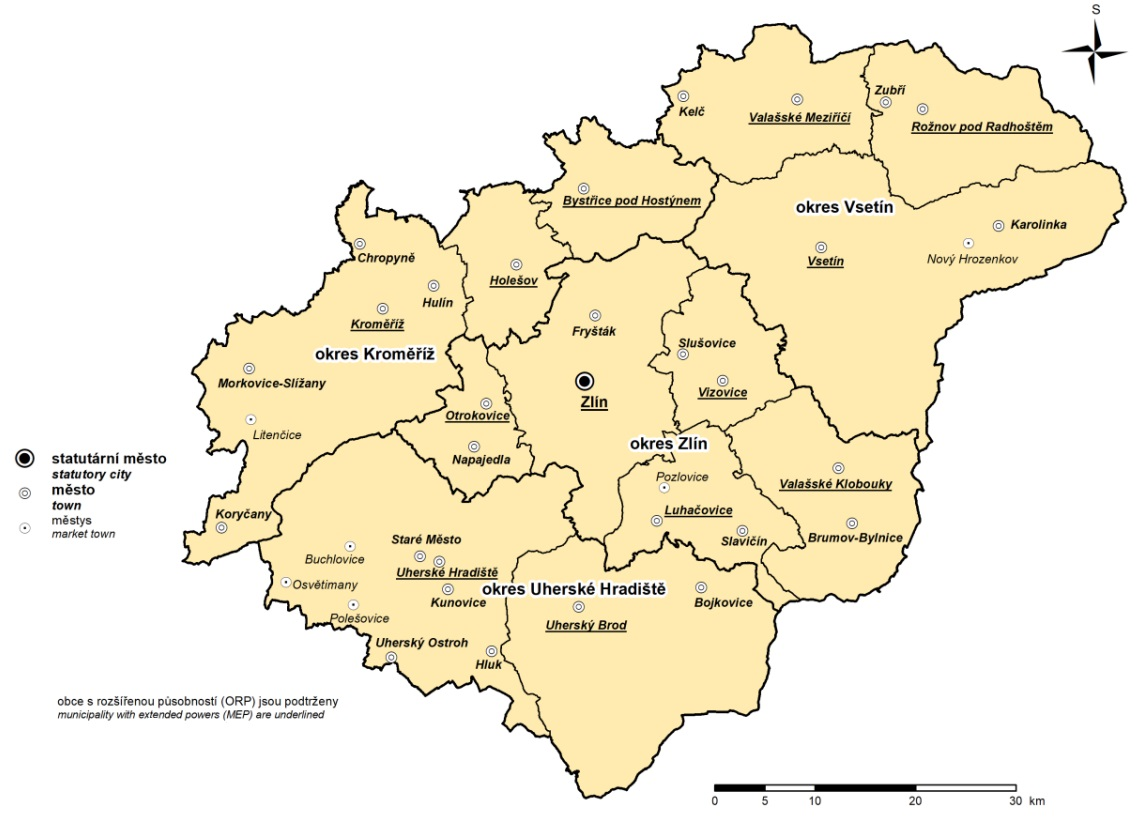 S
Zubří
Kelč
Valašské Meziříčí
Rožnov pod Radhoštěm
Bystřice pod Hostýnem
okres Vsetín
Karolinka
Chropyně
Vsetín
Nový Hrozenkov
Holešov
Hulín
Kroměříž
Fryšták
okres Kroměříž
Slušovice
Morkovice-Slížany
Vizovice
Zlín
Otrokovice
Litenčice
okres Zlín
Napajedla
statutární město
statutory city
město
town
městys
market town
Pozlovice
Valašské Klobouky
Koryčany
Luhačovice
Staré Město
Slavičín
Brumov-Bylnice
Buchlovice
Uherské Hradiště
Osvětimany
okres Uherské Hradiště
Kunovice
Bojkovice
Polešovice
Uherský Brod
Uherský Ostroh
Hluk
obce s rozšířenou působností (ORP) jsou podtrženy
municipality with extended powers (MEP) are underlined
0 5 10 20 30 km